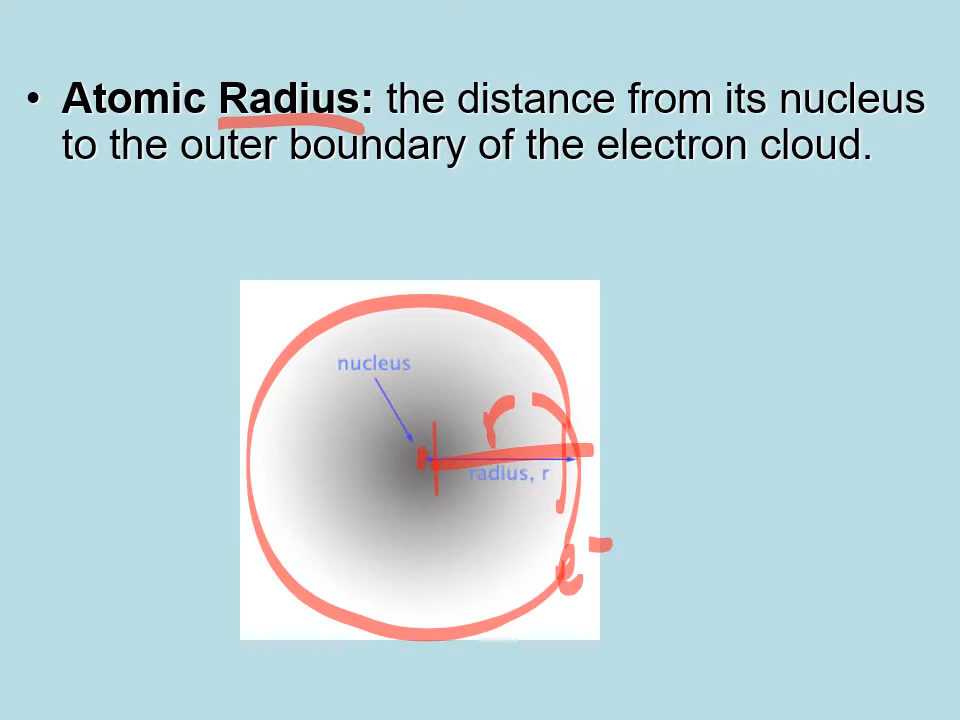 • Atomic Radius: the distance from its nucleus
to the outer boundary of the electron cloud.
nucleus
r
radius, r
e-